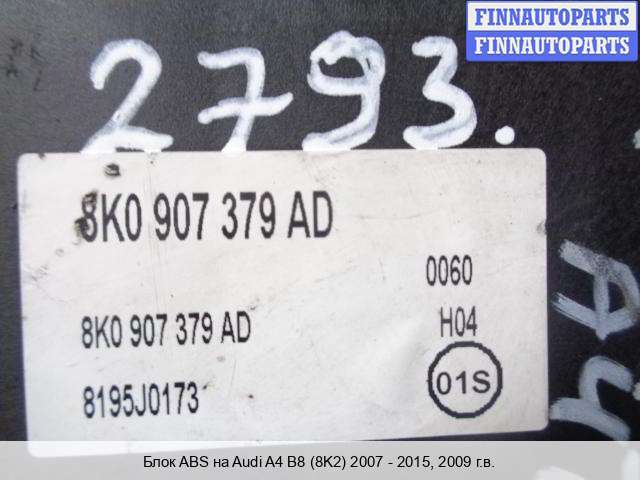 FINNAUTOPARTS
FINNAUTOPARTS
2793.
8K0 907 379 AD
0060
8K0 907 379 AD
H04
8195J0173
01S
Блок ABS на Audi A4 B8 (8K2) 2007 - 2015, 2009 г.в.